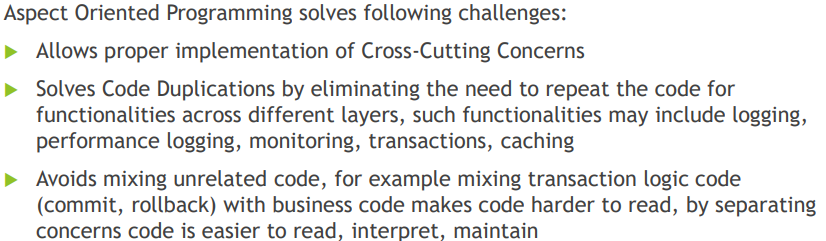 Aspect Oriented Programming solves following challenges:
Allows proper implementation of Cross-Cutting Concerns
Solves Code Duplications by eliminating the need to repeat the code for
functionalities across different layers, such functionalities may include logging,
performance logging, monitoring, transactions, caching
Avoids mixing unrelated code, for example mixing transaction logic code
(commit, rollback) with business code makes code harder to read, by separating
concerns code is easier to read, interpret, maintain